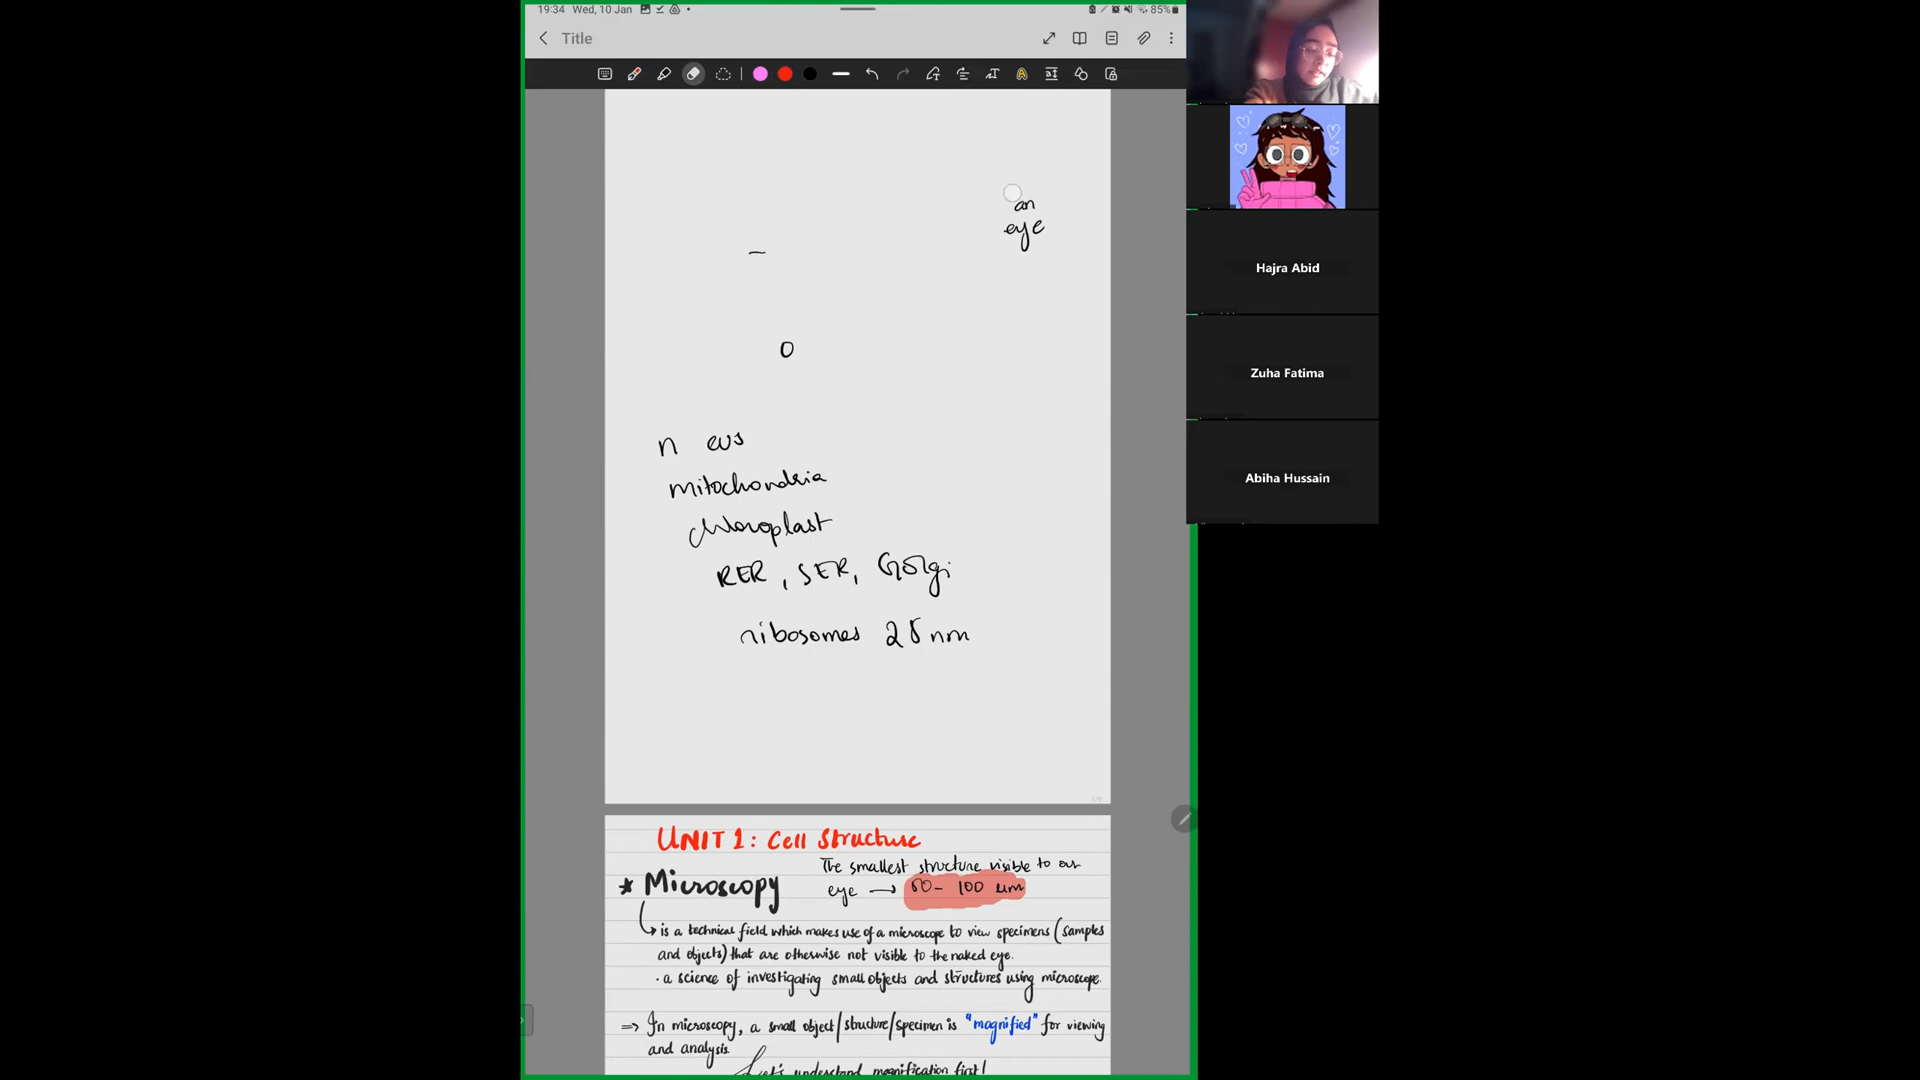 19:34 Wed, 10 Jan
85%
Title
an
eye
O
n eus
mitochondria
chloroplast
RER, SER, Golgi
ribosomes 25 nm
UNIT 1: Cell Structure
The smallest structure visible to our
* Microscopy
eye → 50- 100 um
is a technical field which makes use of a microscope to view specimens (samples
and objects) that are otherwise not visible to the naked eye.
· a science of investigating small objects and structures using microscope.
⇒ In microscopy, a small object/structure/specimen is "magnified" for viewing
and analysis
Let's understand magnification first!
Hajra Abid
Zuha Fatima
Abiha Hussain